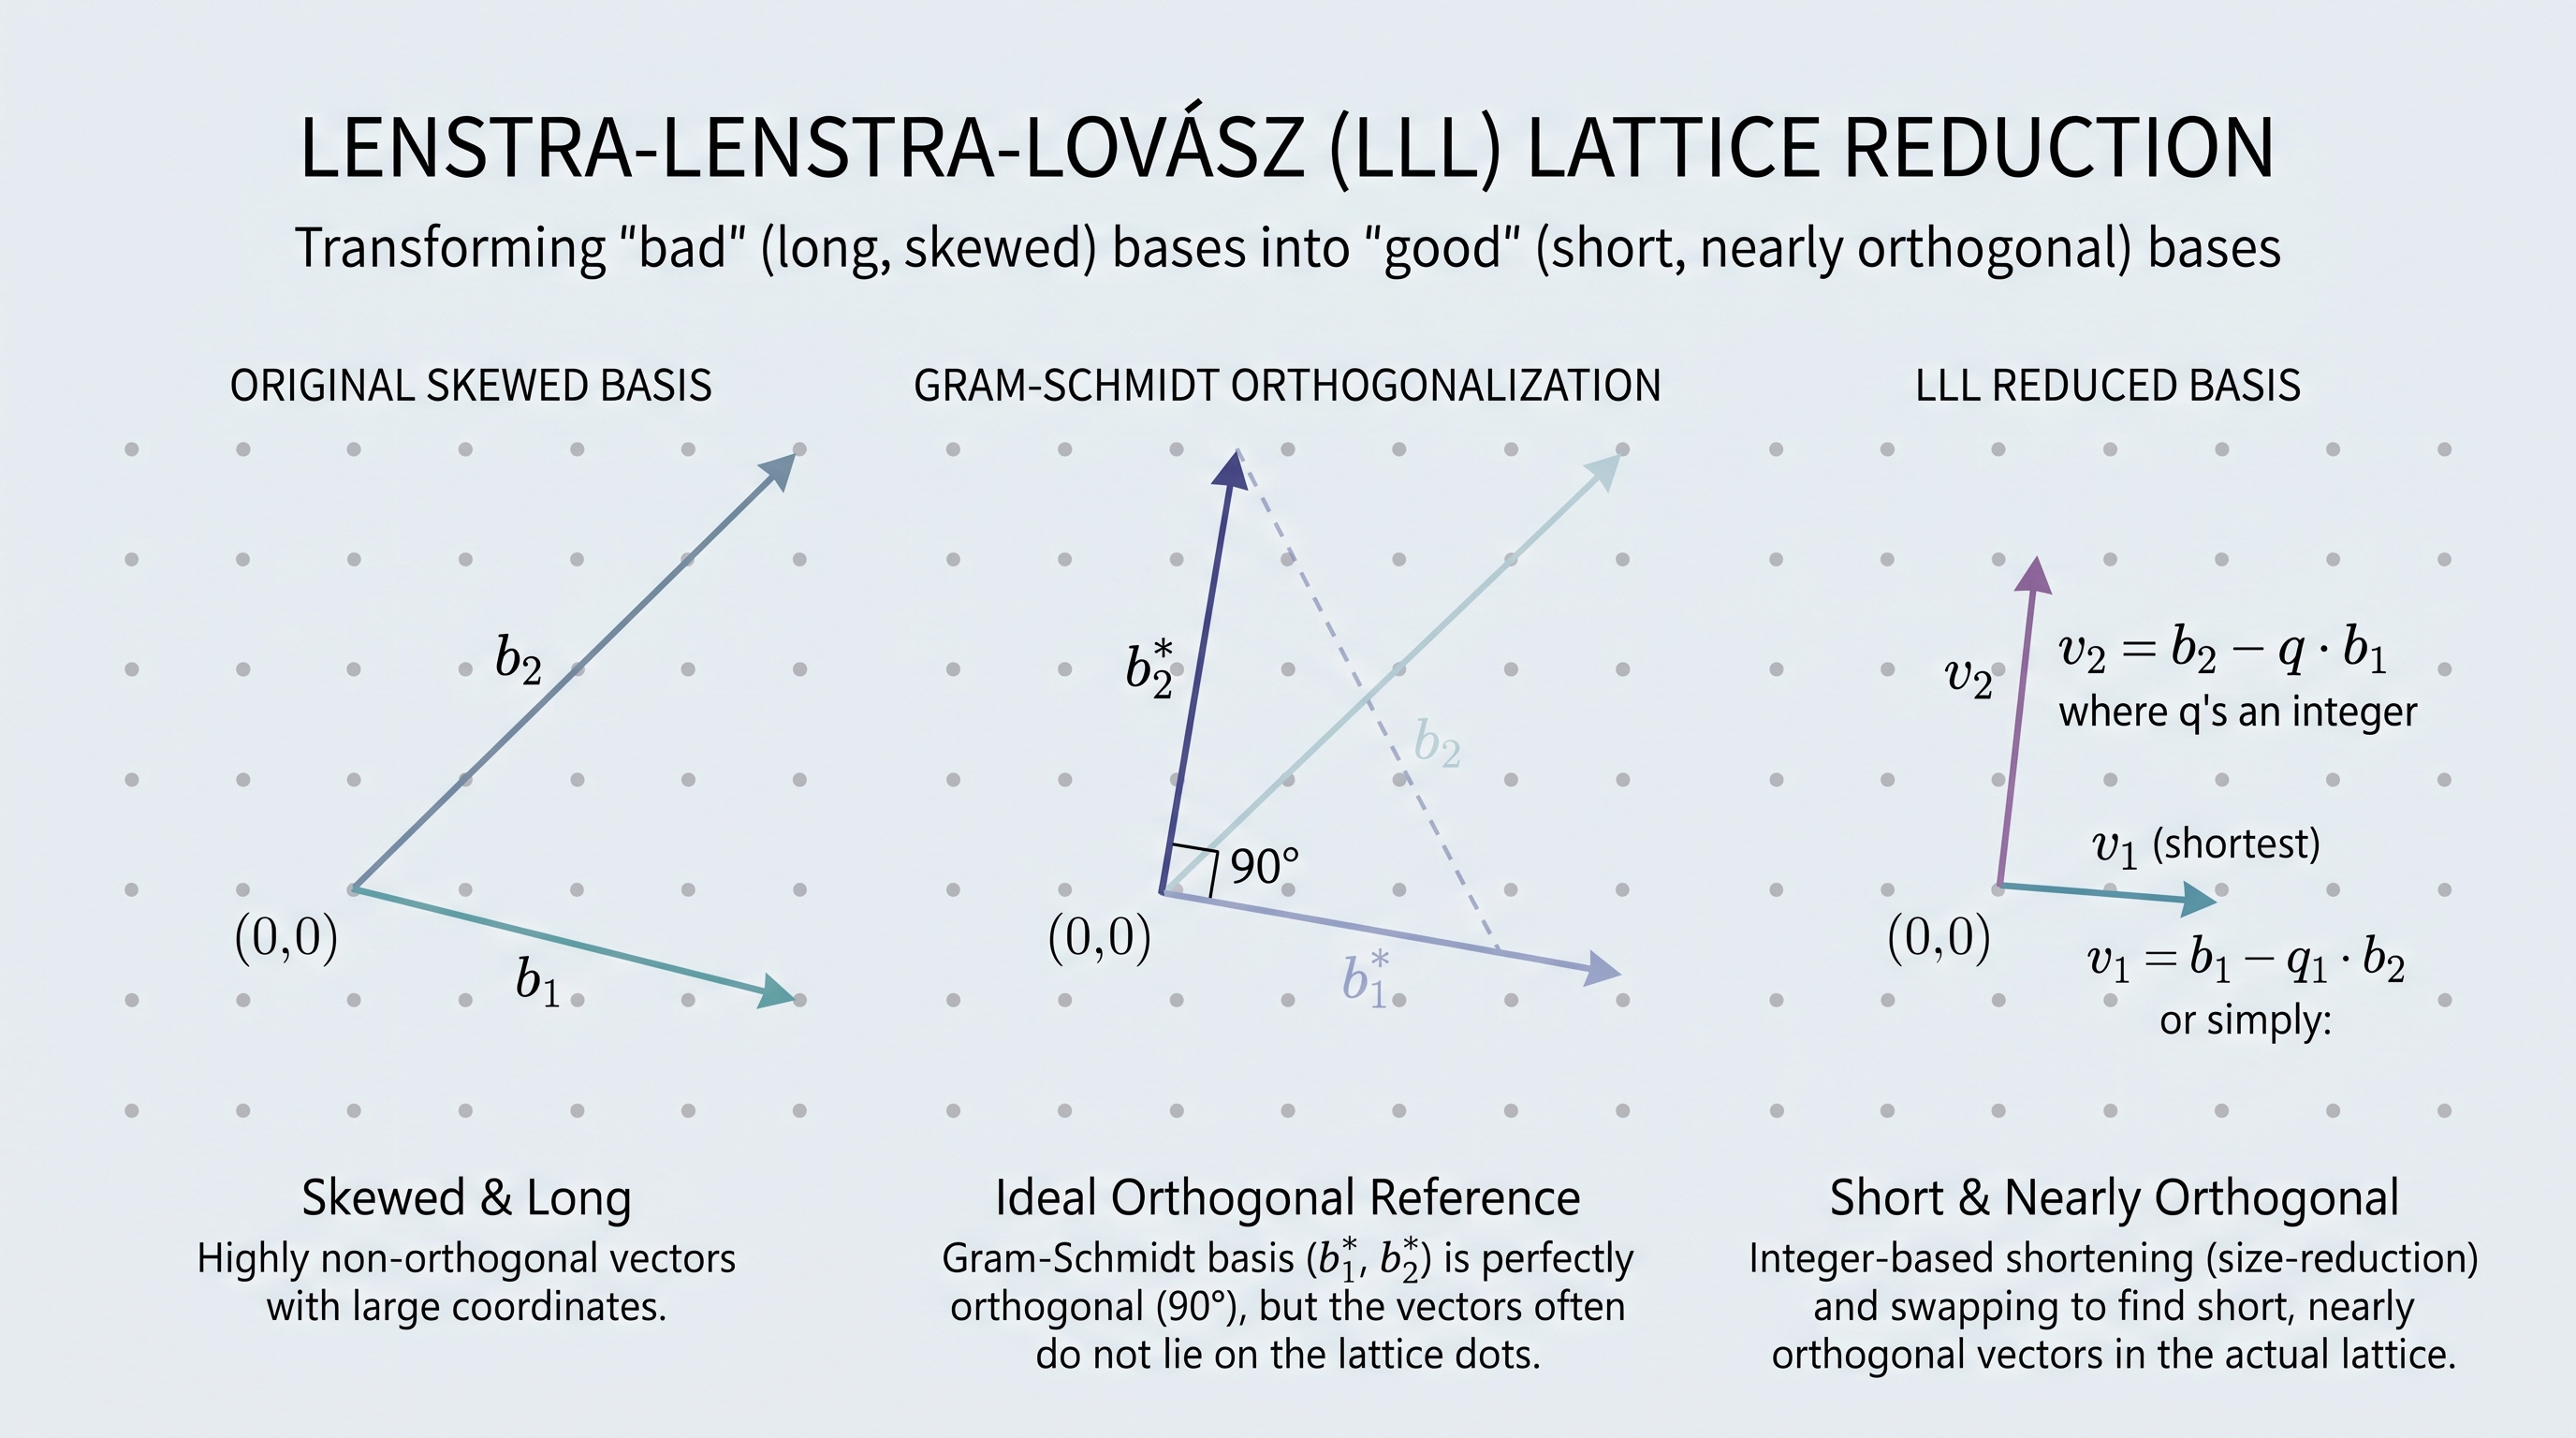 LENSTRA-LENSTRA-LOVÁSZ (LLL) LATTICE REDUCTION
Transforming "bad" (long, skewed) bases into "good" (short, nearly orthogonal) bases
ORIGINAL SKEWED BASIS
b₂
(0,0)
b₁
Skewed & Long
Highly non-orthogonal vectors
with large coordinates.
GRAM-SCHMIDT ORTHOGONALIZATION
b₂*
b₂
90°
(0,0)
b₁*
Ideal Orthogonal Reference
Gram-Schmidt basis (b₁*, b₂*) is perfectly
orthogonal (90°), but the vectors often
do not lie on the lattice dots.
LLL REDUCED BASIS
v₂
v₂ = b₂ − q · b₁
where q's an integer
v₁ (shortest)
(0,0)
v₁ = b₁ − q₁ · b₂
or simply:
Short & Nearly Orthogonal
Integer-based shortening (size-reduction)
and swapping to find short, nearly
orthogonal vectors in the actual lattice.